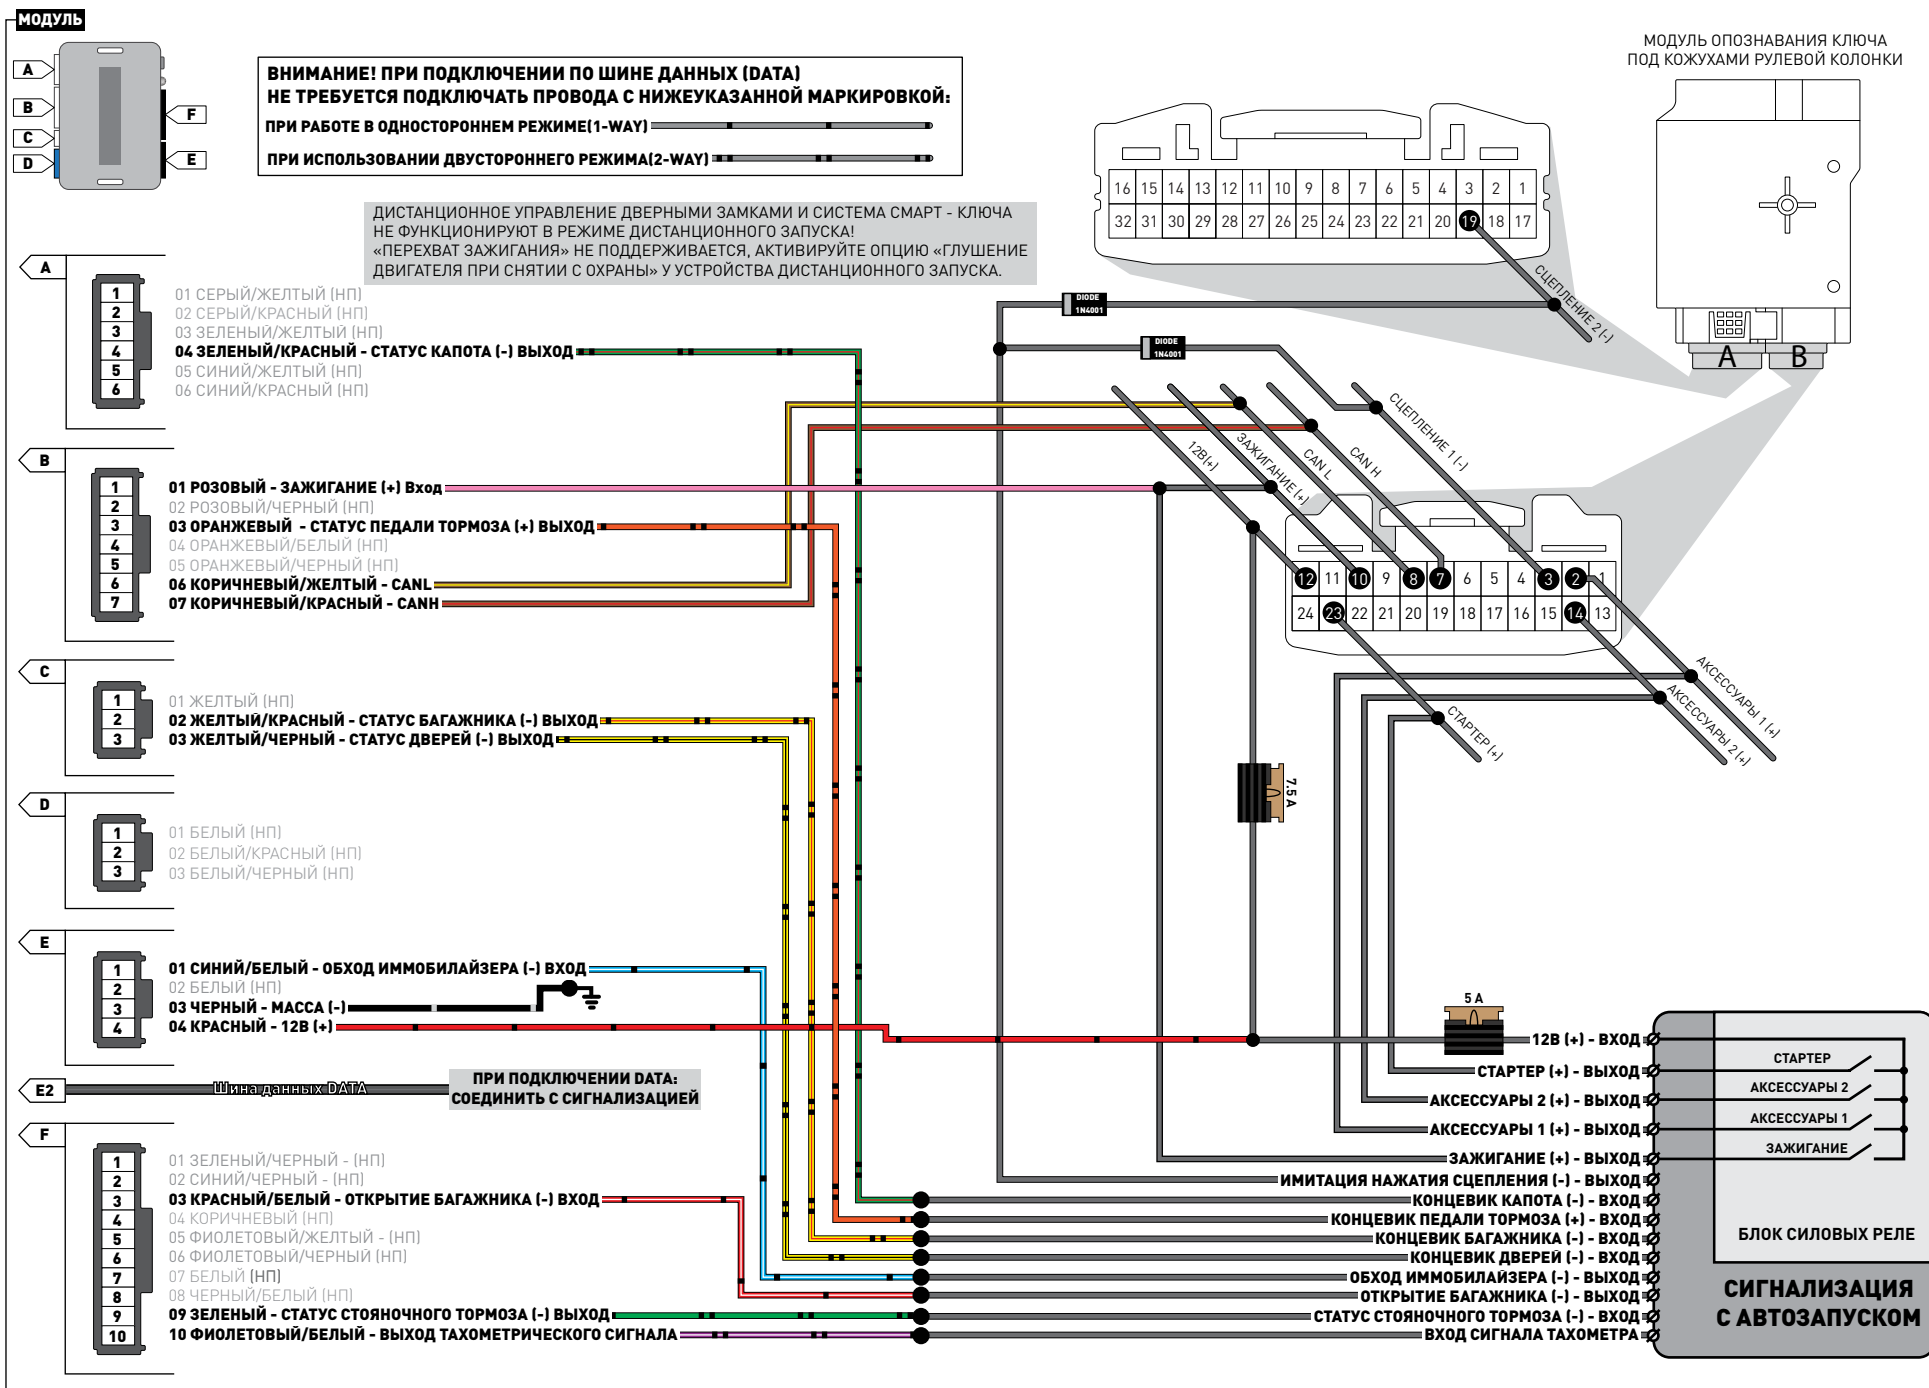 МОДУЛЬ
A
B
C
D
F
E
ВНИМАНИЕ! ПРИ ПОДКЛЮЧЕНИИ ПО ШИНЕ ДАННЫХ (DATA)
НЕ ТРЕБУЕТСЯ ПОДКЛЮЧАТЬ ПРОВОДА С НИЖЕУКАЗАННОЙ МАРКИРОВКОЙ:
ПРИ РАБОТЕ В ОДНОСТОРОННЕМ РЕЖИМЕ(1-WAY)
ПРИ ИСПОЛЬЗОВАНИИ ДВУСТОРОННЕГО РЕЖИМА(2-WAY)
ДИСТАНЦИОННОЕ УПРАВЛЕНИЕ ДВЕРНЫМИ ЗАМКАМИ И СИСТЕМА СМАРТ - КЛЮЧА
НЕ ФУНКЦИОНИРУЮТ В РЕЖИМЕ ДИСТАНЦИОННОГО ЗАПУСКА!
«ПЕРЕХВАТ ЗАЖИГАНИЯ» НЕ ПОДДЕРЖИВАЕТСЯ, АКТИВИРУЙТЕ ОПЦИЮ «ГЛУШЕНИЕ
ДВИГАТЕЛЯ ПРИ СНЯТИИ С ОХРАНЫ» У УСТРОЙСТВА ДИСТАНЦИОННОГО ЗАПУСКА.
МОДУЛЬ ОПОЗНАВАНИЯ КЛЮЧА
ПОД КОЖУХАМИ РУЛЕВОЙ КОЛОНКИ
16 15 14 13 12 11 10 9 8 7 6 5 4 3 2 1
32 31 30 29 28 27 26 25 24 23 22 21 20 19 18 17
СЦЕПЛЕНИЕ 2 (-)
A B
DIODE
1N4001
DIODE
1N4001
A
1 01 СЕРЫЙ/ЖЕЛТЫЙ (НП)
2 02 СЕРЫЙ/КРАСНЫЙ (НП)
3 03 ЗЕЛЕНЫЙ/ЖЕЛТЫЙ (НП)
4 04 ЗЕЛЕНЫЙ/КРАСНЫЙ - СТАТУС КАПОТА (-) ВЫХОД
5 05 СИНИЙ/ЖЕЛТЫЙ (НП)
6 06 СИНИЙ/КРАСНЫЙ (НП)
B
1 01 РОЗОВЫЙ - ЗАЖИГАНИЕ (+) Вход
2 02 РОЗОВЫЙ/ЧЕРНЫЙ (НП)
3 03 ОРАНЖЕВЫЙ - СТАТУС ПЕДАЛИ ТОРМОЗА (+) ВЫХОД
4 04 ОРАНЖЕВЫЙ/БЕЛЫЙ (НП)
5 05 ОРАНЖЕВЫЙ/ЧЕРНЫЙ (НП)
6 06 КОРИЧНЕВЫЙ/ЖЕЛТЫЙ - CANL
7 07 КОРИЧНЕВЫЙ/КРАСНЫЙ - CANH
12В(+)
ЗАЖИГАНИЕ (+)
CAN L
CAN H
СЦЕПЛЕНИЕ 1 (-)
12 11 10 9 8 7 6 5 4 3 2 1
24 23 22 21 20 19 18 17 16 15 14 13
АКСЕССУАРЫ 1 (+)
АКСЕССУАРЫ 2 (+)
СТАРТЕР (+)
7.5 A
C
1 01 ЖЕЛТЫЙ (НП)
2 02 ЖЕЛТЫЙ/КРАСНЫЙ - СТАТУС БАГАЖНИКА (-) ВЫХОД
3 03 ЖЕЛТЫЙ/ЧЕРНЫЙ - СТАТУС ДВЕРЕЙ (-) ВЫХОД
D
1 01 БЕЛЫЙ (НП)
2 02 БЕЛЫЙ/КРАСНЫЙ (НП)
3 03 БЕЛЫЙ/ЧЕРНЫЙ (НП)
E
1 01 СИНИЙ/БЕЛЫЙ - ОБХОД ИММОБИЛАЙЗЕРА (-) ВХОД
2 02 БЕЛЫЙ (НП)
3 03 ЧЕРНЫЙ - МАССА (-)
4 04 КРАСНЫЙ - 12В (+)
E2
Шина данных DATA
ПРИ ПОДКЛЮЧЕНИИ DATA:
СОЕДИНИТЬ С СИГНАЛИЗАЦИЕЙ
F
1 01 ЗЕЛЕНЫЙ/ЧЕРНЫЙ - (НП)
2 02 СИНИЙ/ЧЕРНЫЙ - (НП)
3 03 КРАСНЫЙ/БЕЛЫЙ - ОТКРЫТИЕ БАГАЖНИКА (-) ВХОД
4 04 КОРИЧНЕВЫЙ (НП)
5 05 ФИОЛЕТОВЫЙ/ЖЕЛТЫЙ - (НП)
6 06 ФИОЛЕТОВЫЙ/ЧЕРНЫЙ (НП)
7 07 БЕЛЫЙ (НП)
8 08 ЧЕРНЫЙ/БЕЛЫЙ (НП)
9 09 ЗЕЛЕНЫЙ - СТАТУС СТОЯНОЧНОГО ТОРМОЗА (-) ВЫХОД
10 10 ФИОЛЕТОВЫЙ/БЕЛЫЙ - ВЫХОД ТАХОМЕТРИЧЕСКОГО СИГНАЛА
5 A
12В (+) - ВХОД
СТАРТЕР (+) - ВЫХОД
АКСЕССУАРЫ 2 (+) - ВЫХОД
АКСЕССУАРЫ 1 (+) - ВЫХОД
ЗАЖИГАНИЕ (+) - ВЫХОД
ИМИТАЦИЯ НАЖАТИЯ СЦЕПЛЕНИЯ (-) - ВЫХОД
КОНЦЕВИК КАПОТА (-) - ВХОД
КОНЦЕВИК ПЕДАЛИ ТОРМОЗА (+) - ВХОД
КОНЦЕВИК БАГАЖНИКА (-) - ВХОД
КОНЦЕВИК ДВЕРЕЙ (-) - ВХОД
ОБХОД ИММОБИЛАЙЗЕРА (-) - ВЫХОД
ОТКРЫТИЕ БАГАЖНИКА (-) - ВЫХОД
СТАТУС СТОЯНОЧНОГО ТОРМОЗА (-) - ВХОД
ВХОД СИГНАЛА ТАХОМЕТРА
СТАРТЕР
АКСЕССУАРЫ 2
АКСЕССУАРЫ 1
ЗАЖИГАНИЕ
БЛОК СИЛОВЫХ РЕЛЕ
СИГНАЛИЗАЦИЯ
С АВТОЗАПУСКОМ